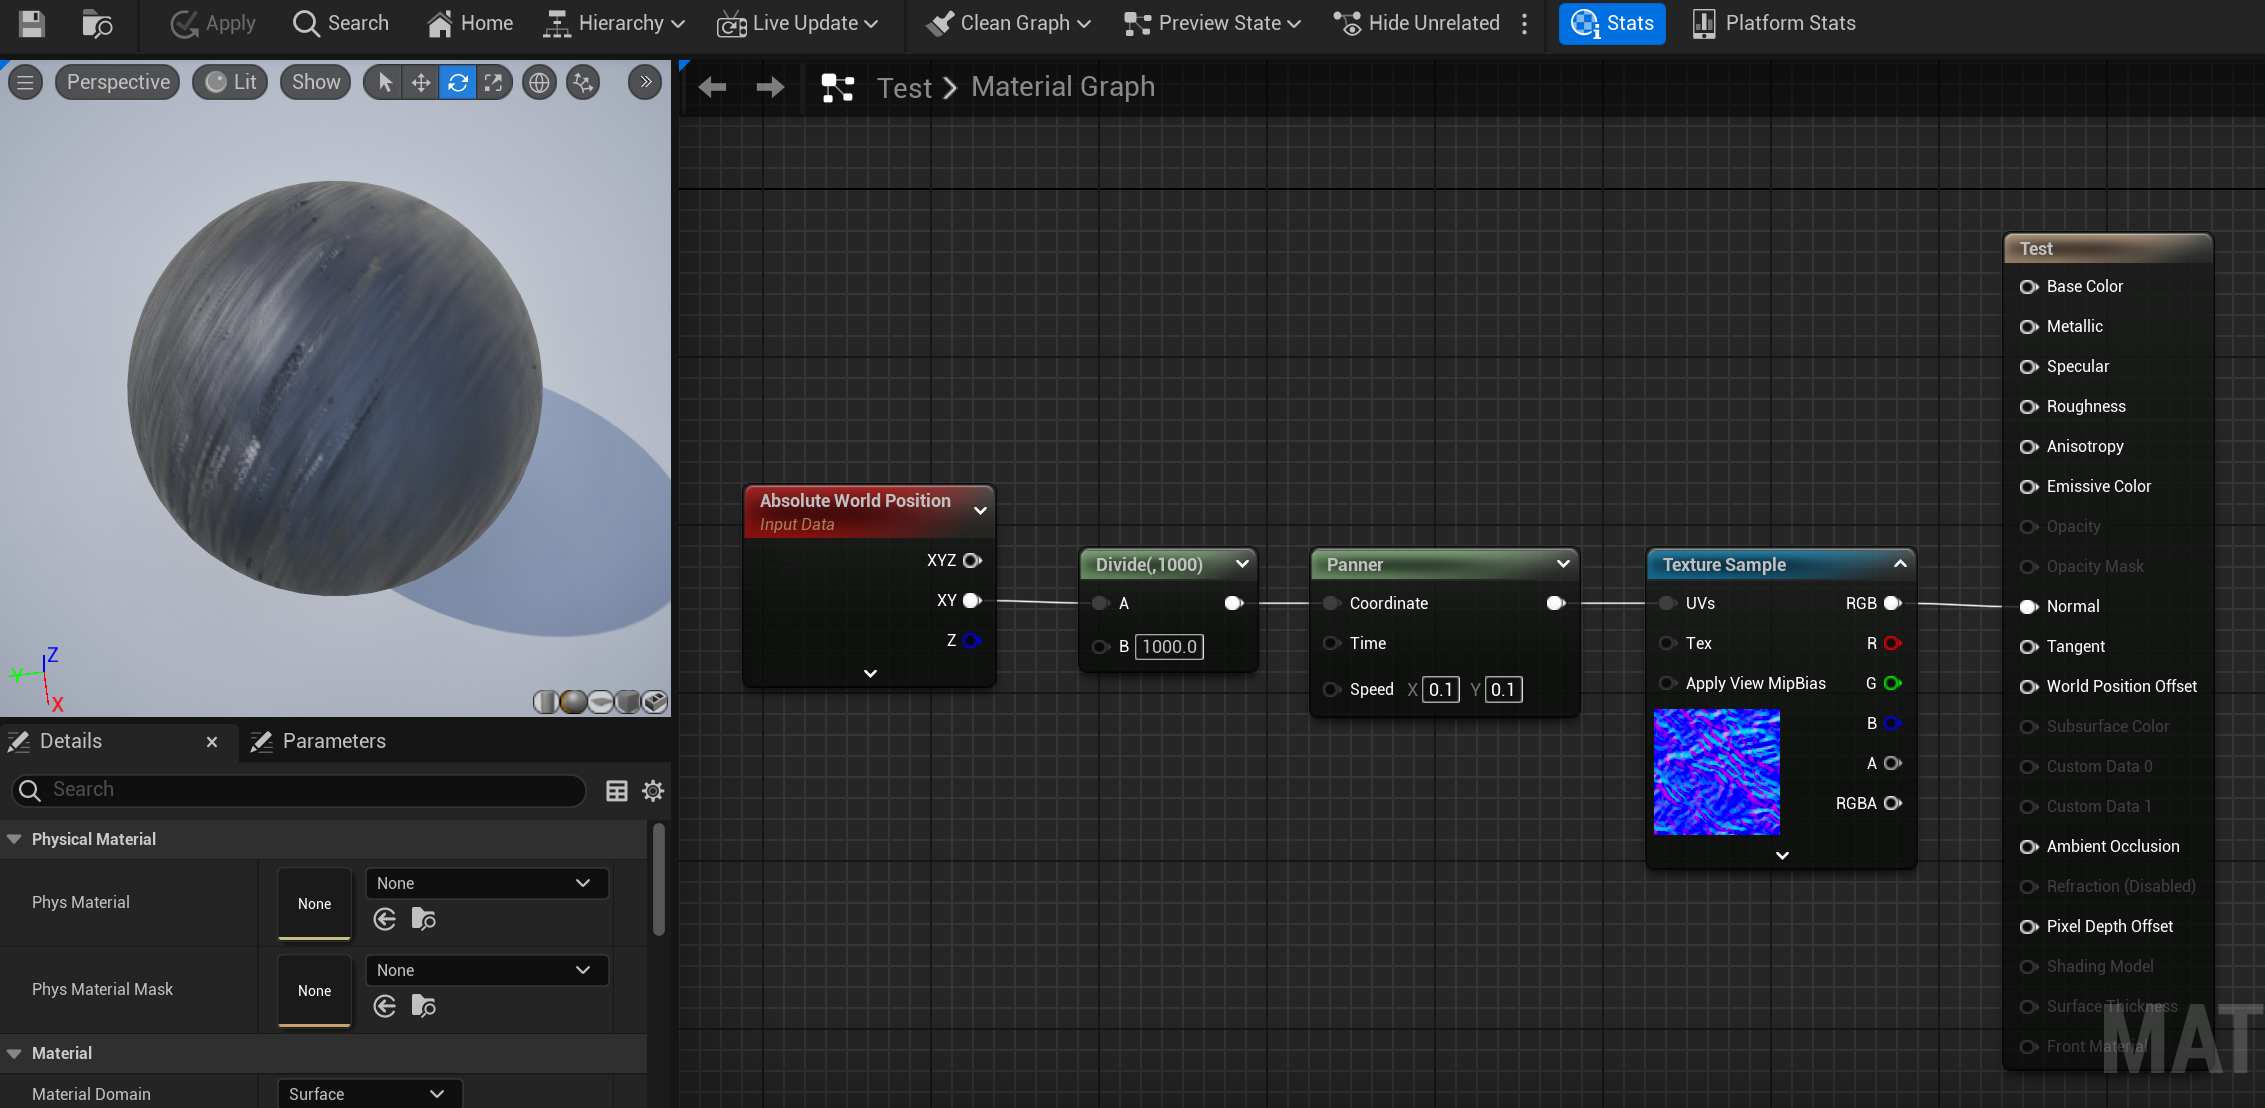 Apply
Search
Home
Hierarchy
Live Update
Clean Graph
Preview State
Hide Unrelated
Stats
Platform Stats
Perspective
Lit
Show
Test
Material Graph
Z
Y
X
Details
Parameters
Search
Physical Material
Phys Material
None
None
Phys Material Mask
None
None
Material
Material Domain
Surface
Absolute World Position
Input Data
XYZ
XY
Z
Divide(,1000)
A
B 1000.0
Panner
Coordinate
Time
Speed X 0.1 Y 0.1
Texture Sample
UVs RGB
Tex R
Apply View MipBias G
B
A
RGBA
Test
Base Color
Metallic
Specular
Roughness
Anisotropy
Emissive Color
Opacity
Opacity Mask
Normal
Tangent
World Position Offset
Subsurface Color
Custom Data 0
Custom Data 1
Ambient Occlusion
Refraction (Disabled)
Pixel Depth Offset
Shading Model
Surface Thickness
Front Material
MAT